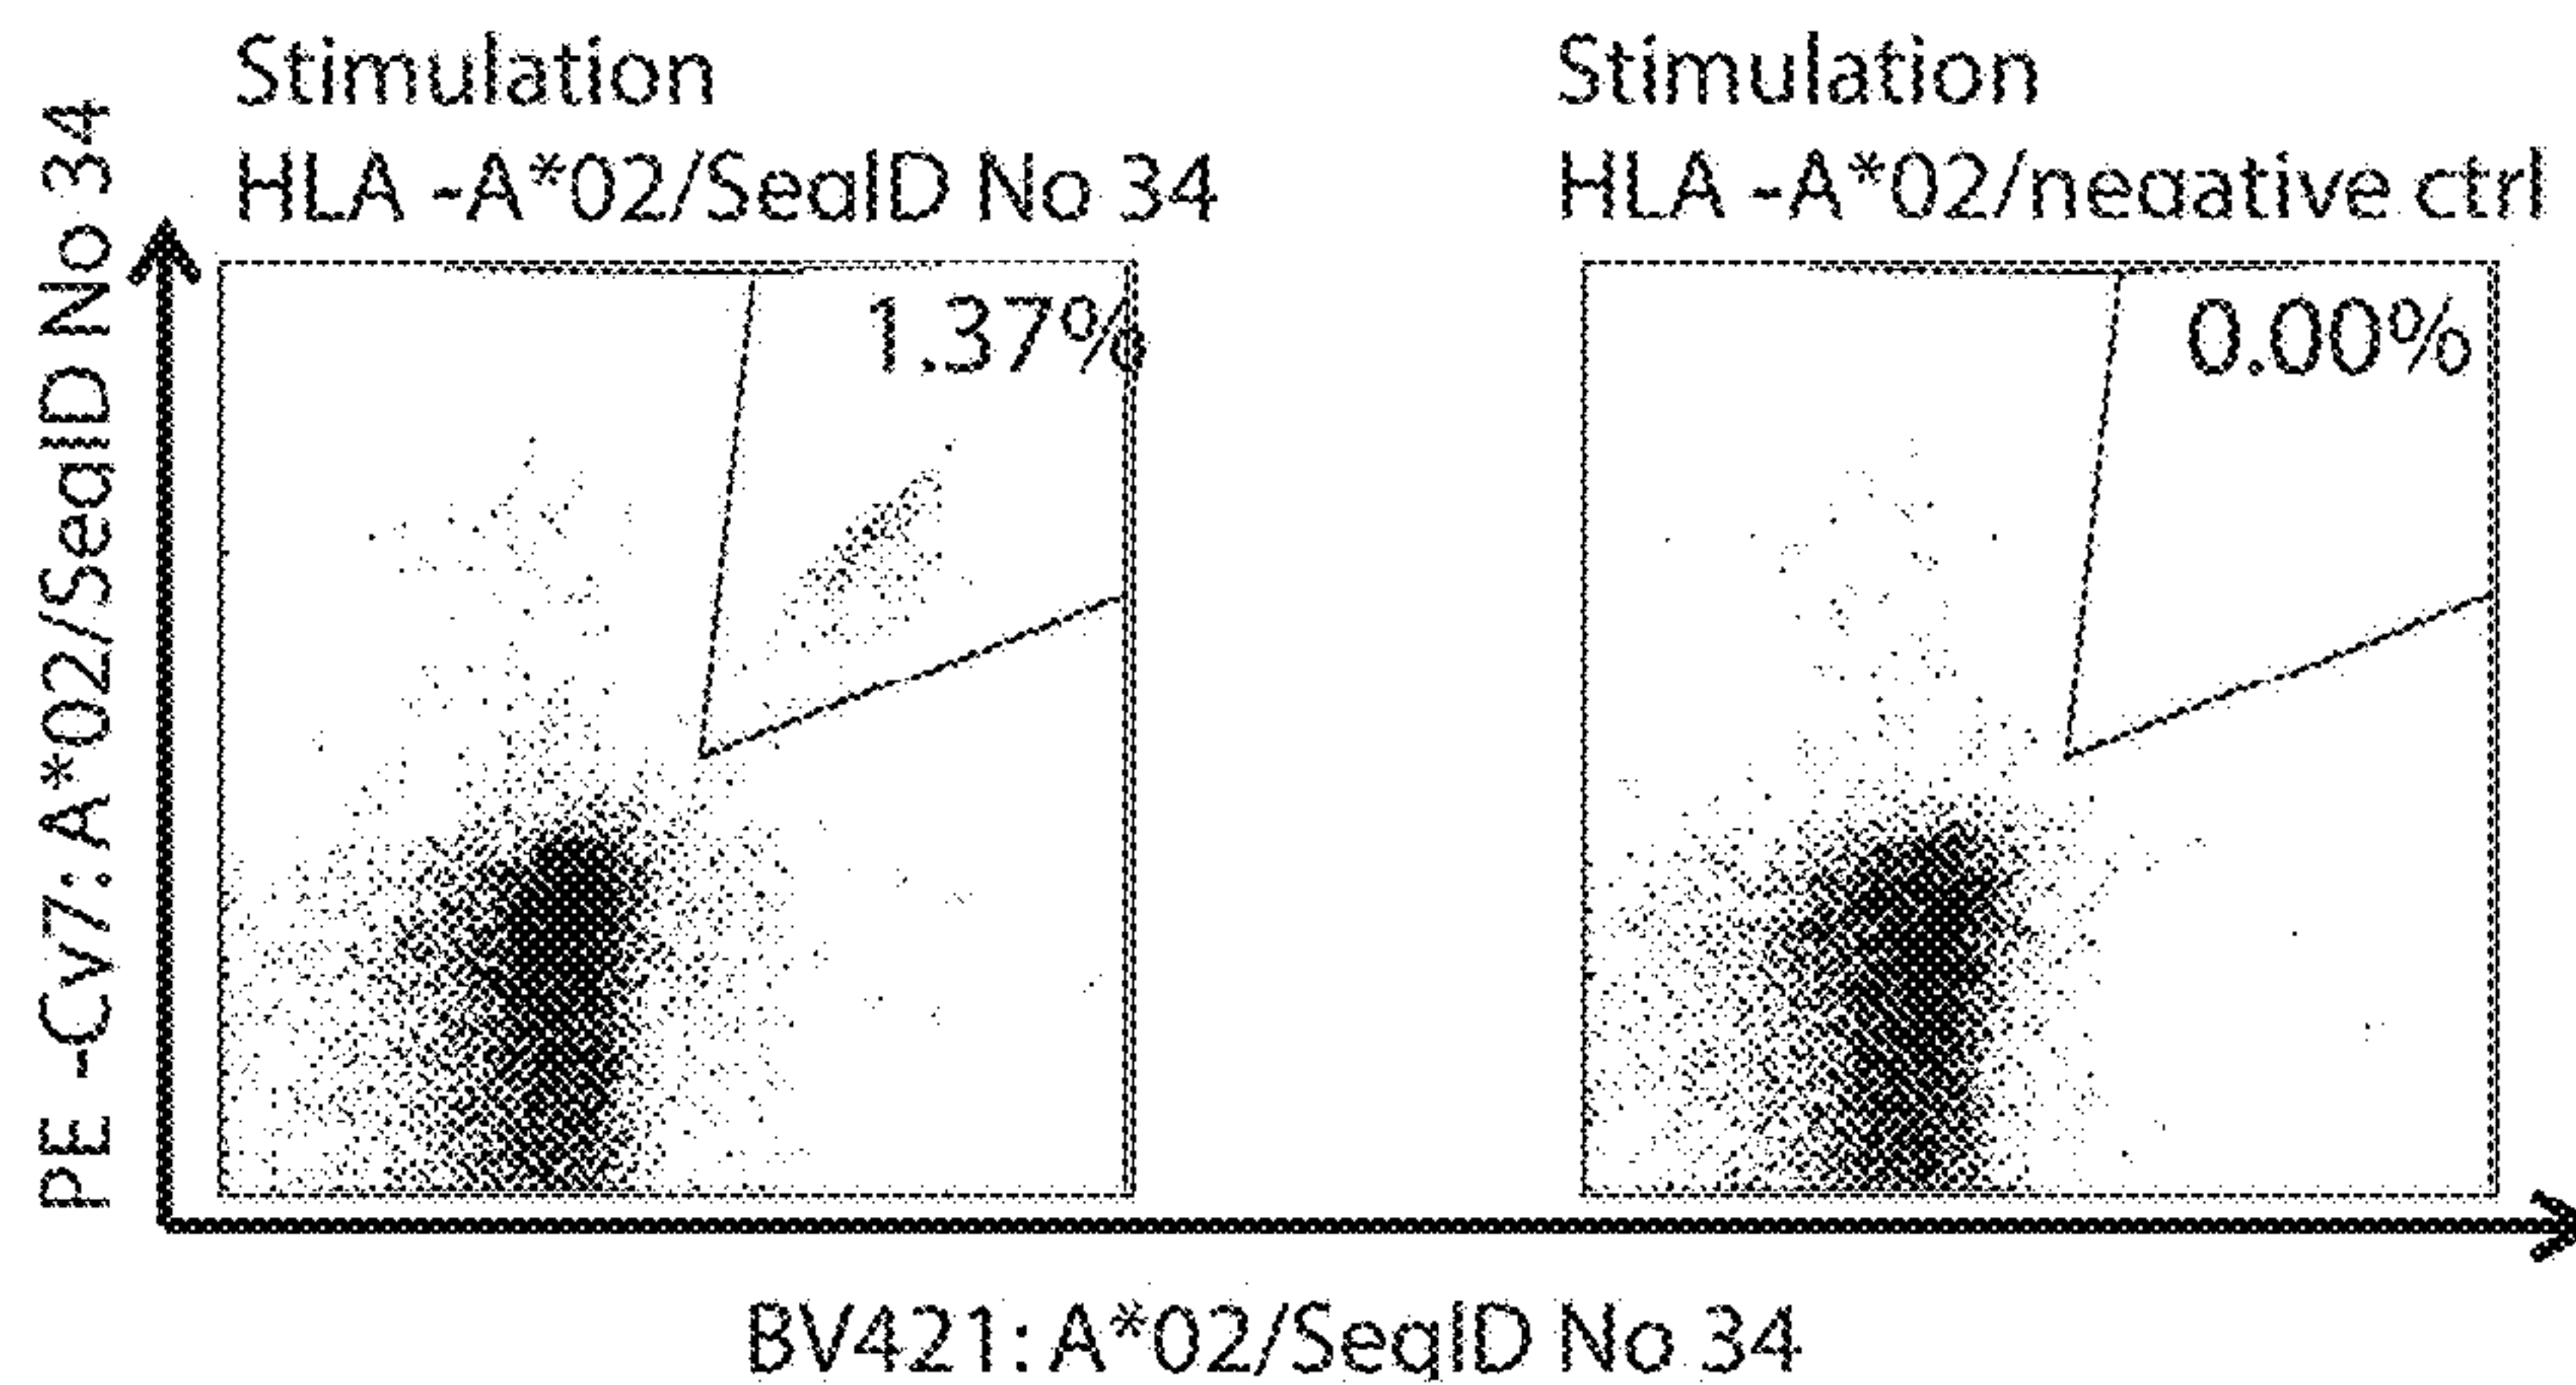 Stimulation
HLA -A*02/SeqID No 34
Stimulation
HLA -A*02/negative ctrl
PE -Cy7: A*02/SeqID No 34
1.37%
0.00%
BV421: A*02/SeqID No 34